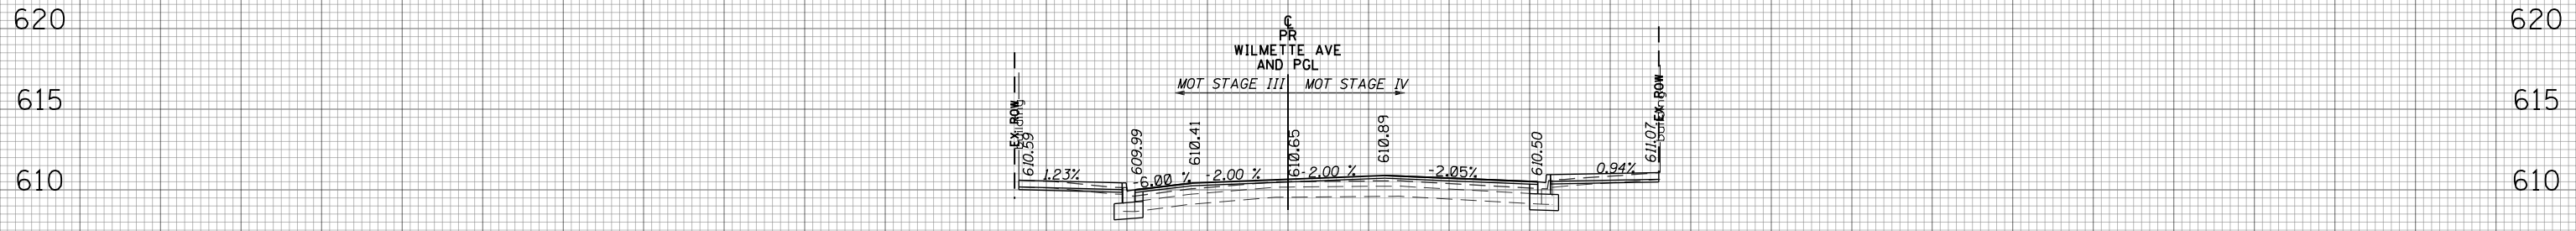 620
620
℄
PR
WILMETTE AVE
AND PGL
MOT STAGE III
MOT STAGE IV
615
615
EX ROW
Building
EX ROW
Building
610.59
609.99
610.41
610.65
610.89
610.50
611.07
610
1.23%
-6.00 %
-2.00 %
-2.00 %
-2.05%
0.94%
610